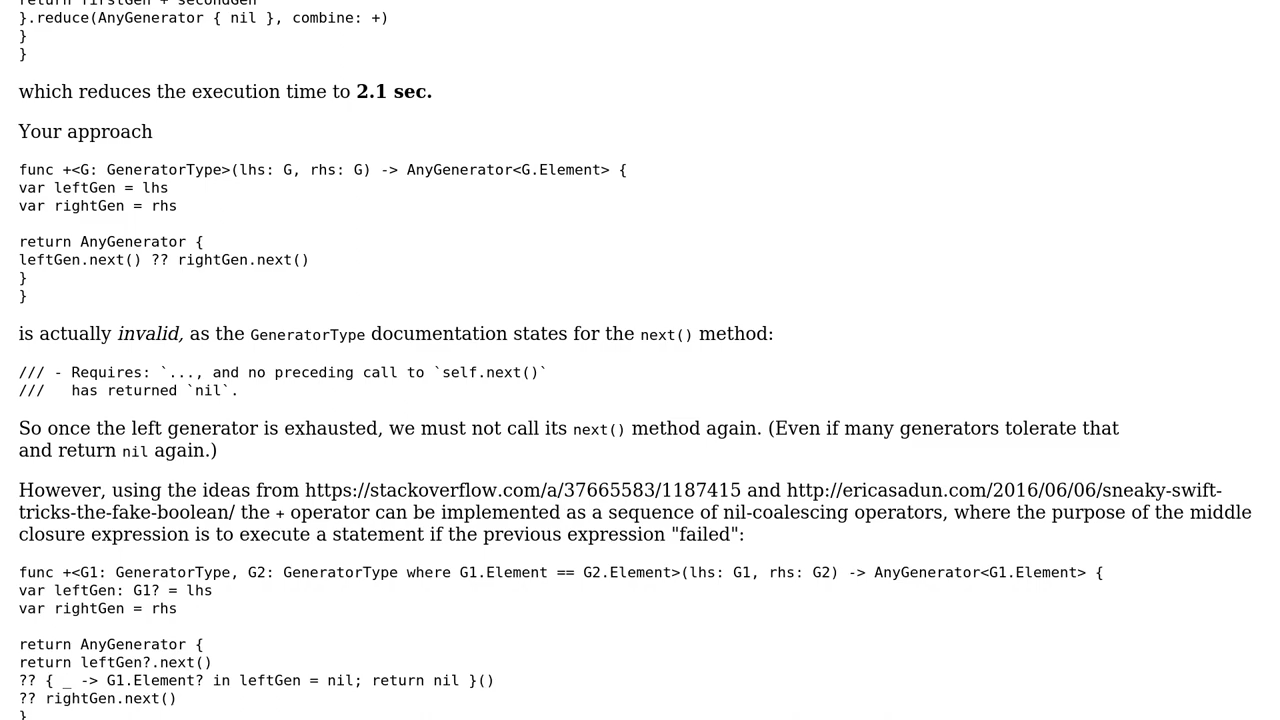 return firstGen + secondGen
}.reduce(AnyGenerator { nil }, combine: +)
}
}
which reduces the execution time to 2.1 sec.
Your approach
func +<G: GeneratorType>(lhs: G, rhs: G) -> AnyGenerator<G.Element> {
var leftGen = lhs
var rightGen = rhs
return AnyGenerator {
leftGen.next() ?? rightGen.next()
}
}
is actually invalid, as the GeneratorType documentation states for the next() method:
/// - Requires: `..., and no preceding call to `self.next()`
///   has returned `nil`.
So once the left generator is exhausted, we must not call its next() method again. (Even if many generators tolerate that
and return nil again.)
However, using the ideas from https://stackoverflow.com/a/37665583/1187415 and http://ericasadun.com/2016/06/06/sneaky-swift-
tricks-the-fake-boolean/ the + operator can be implemented as a sequence of nil-coalescing operators, where the purpose of the middle
closure expression is to execute a statement if the previous expression "failed":
func +<G1: GeneratorType, G2: GeneratorType where G1.Element == G2.Element>(lhs: G1, rhs: G2) -> AnyGenerator<G1.Element> {
var leftGen: G1? = lhs
var rightGen = rhs
return AnyGenerator {
return leftGen?.next()
?? { _ -> G1.Element? in leftGen = nil; return nil }()
?? rightGen.next()
}